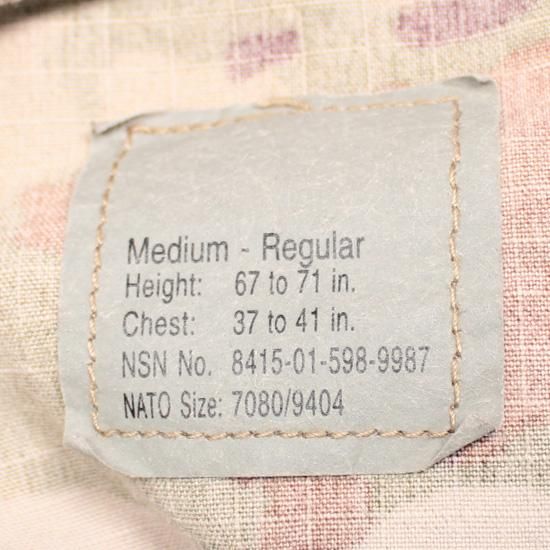 Medium - Regular
Height: 67 to 71 in.
Chest: 37 to 41 in.
NSN No. 8415-01-598-9987
NATO Size: 7080/9404